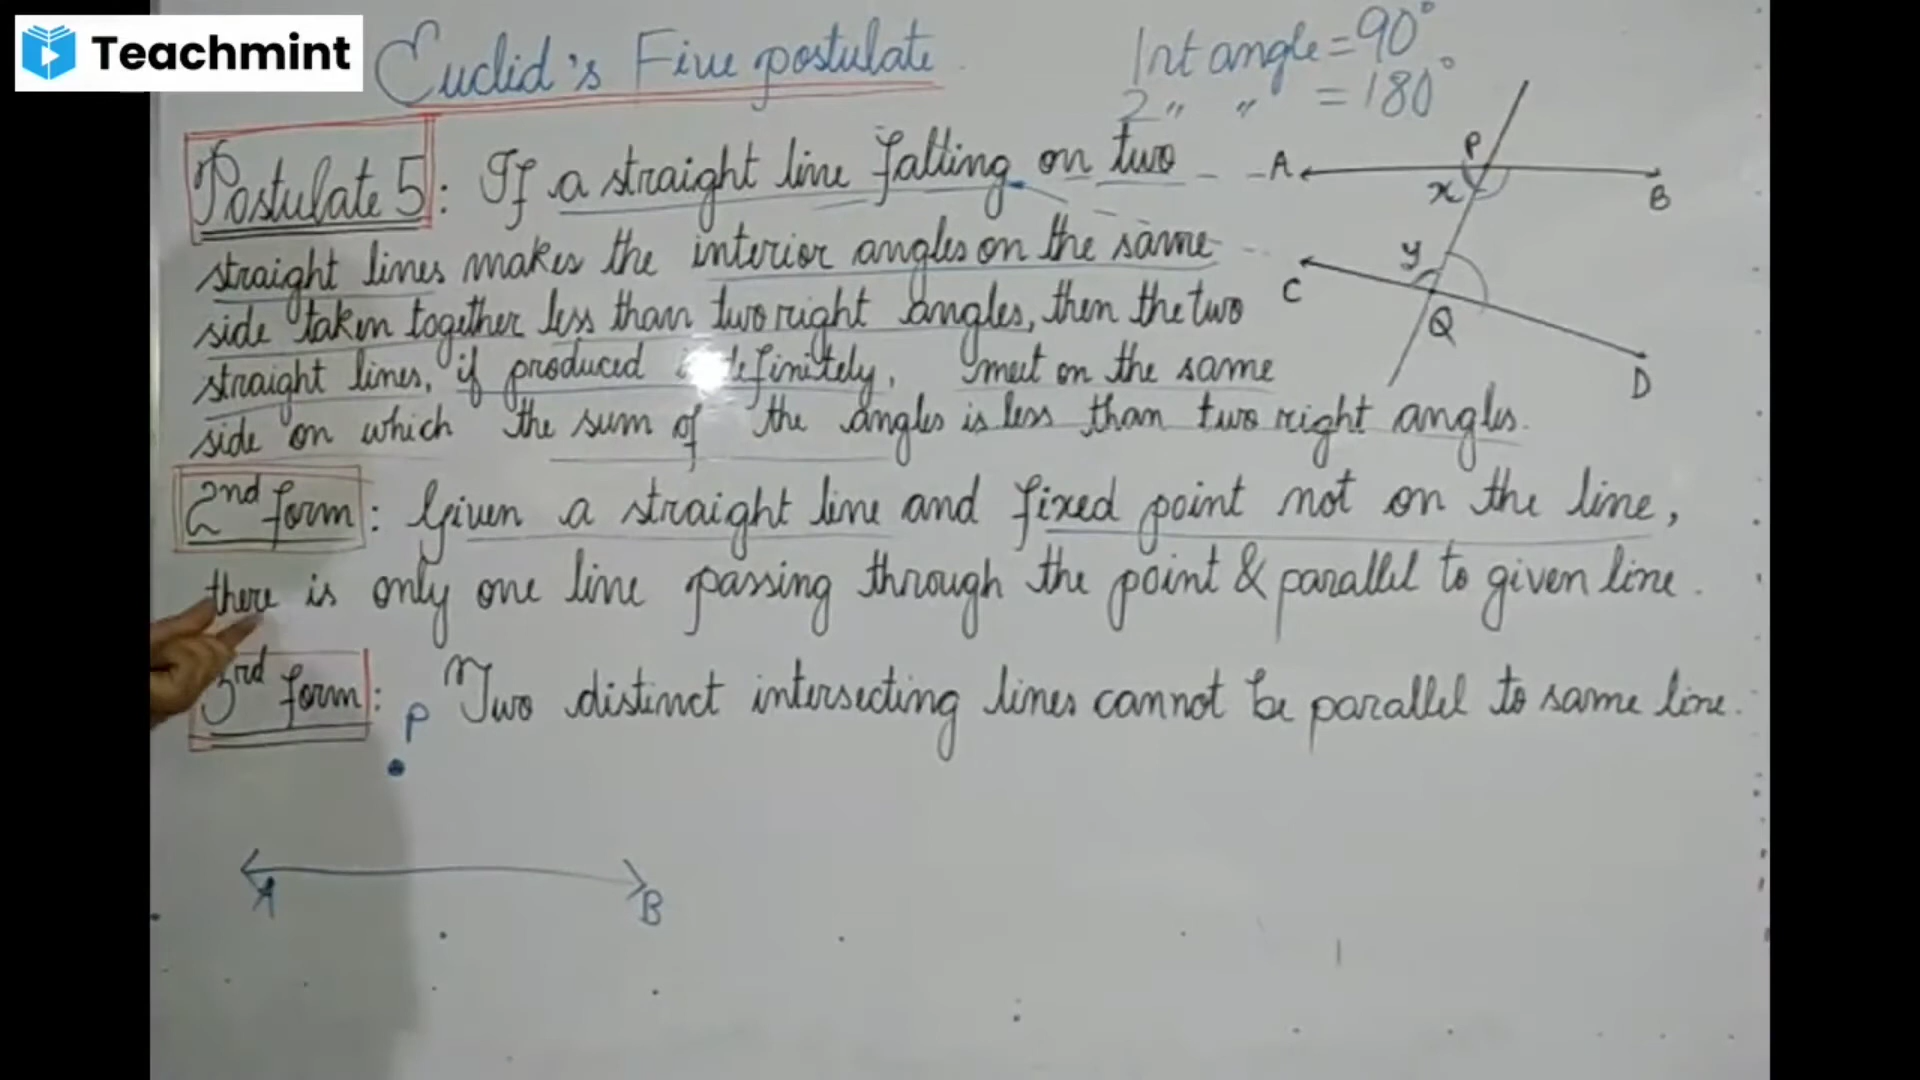 Teachmint
Euclid's Five postulate
Int angle = 90°
2 " " = 180°
Postulate 5 : If a straight line falling on two
straight lines makes the interior angles on the same
side taken together less than two right angles, then the two
straight lines, if produced indefinitely, meet on the same
side on which the sum of the angles is less than two right angles.
A P B
x
y
C Q D
2nd form : Given a straight line and fixed point not on the line,
there is only one line passing through the point & parallel to given line.
3rd form : Two distinct intersecting lines cannot be parallel to same line.
P
A B